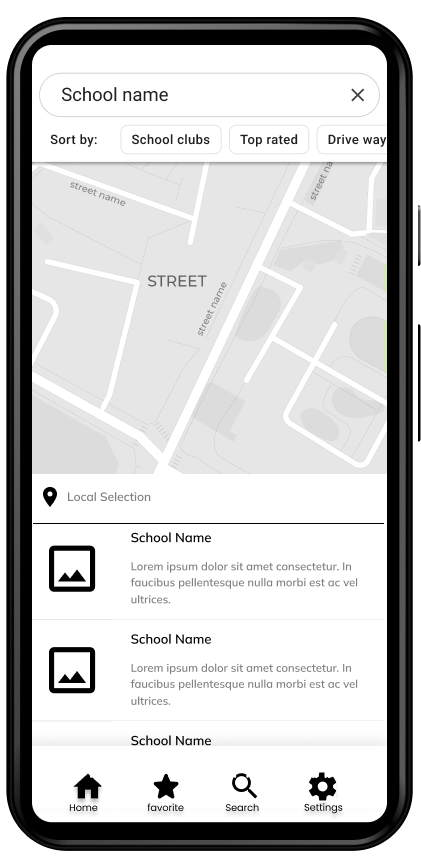 School name
Sort by:
School clubs
Top rated
Drive way
street name
street name
STREET
street name
Local Selection
School Name
Lorem ipsum dolor sit amet consectetur. In
faucibus pellentesque nulla morbi est ac vel
ultrices.
School Name
Lorem ipsum dolor sit amet consectetur. In
faucibus pellentesque nulla morbi est ac vel
ultrices.
School Name
Home
favorite
Search
Settings